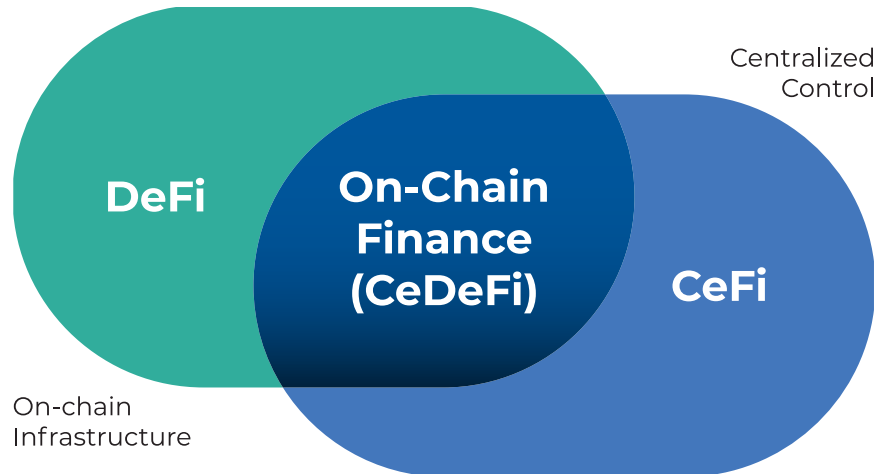 Centralized
Control
DeFi
On-Chain
Finance
(CeDeFi)
CeFi
On-chain
Infrastructure